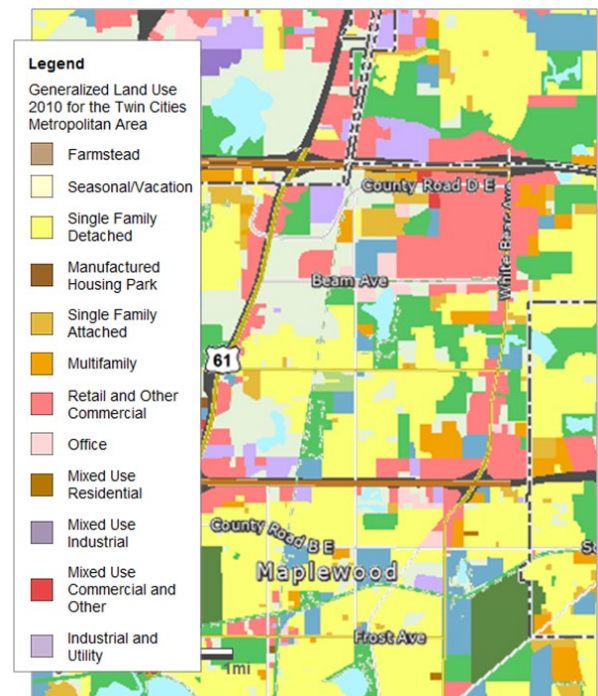 Legend
Generalized Land Use
2010 for the Twin Cities
Metropolitan Area
Farmstead
Seasonal/Vacation
Single Family
Detached
Manufactured
Housing Park
Single Family
Attached
Multifamily
Retail and Other
Commercial
Office
Mixed Use
Residential
Mixed Use
Industrial
Mixed Use
Commercial and
Other
Industrial and
Utility
County Road D E
White Bear Ave
Beam Ave
61
County Road B E
Maplewood
Frost Ave
1mi